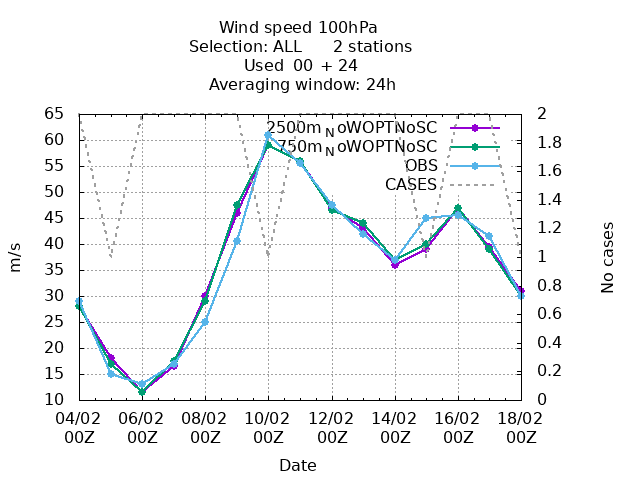 Wind speed 100hPa
Selection: ALL 2 stations
Used 00 + 24
Averaging window: 24h
65 2
60 1.8
55 1.6
50 1.4
45 1.2
40 1
35 0.8
30 0.6
25 0.4
20 0.2
15 0
10
2500m_NoWOPTNoSC
750m_NoWOPTNoSC
OBS
CASES
m/s
No cases
04/02 06/02 08/02 10/02 12/02 14/02 16/02 18/02
00Z 00Z 00Z 00Z 00Z 00Z 00Z 00Z
Date